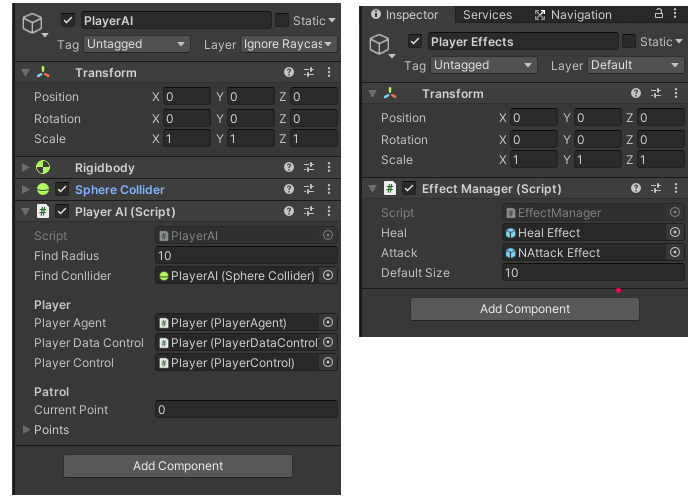 PlayerAI
Static
Tag Untagged Layer Ignore Raycas
Transform
Position X 0 Y 0 Z 0
Rotation X 0 Y 0 Z 0
Scale X 1 Y 1 Z 1
Rigidbody
Sphere Collider
# Player AI (Script)
Script # PlayerAI
Find Radius 10
Find Conllider PlayerAI (Sphere Collider)
Player
Player Agent # Player (PlayerAgent)
Player Data Control # Player (PlayerDataControl
Player Control # Player (PlayerControl)
Patrol
Current Point 0
Points
Add Component
Inspector Services Navigation
Player Effects Static
Tag Untagged Layer Default
Transform
Position X 0 Y 0 Z 0
Rotation X 0 Y 0 Z 0
Scale X 1 Y 1 Z 1
# Effect Manager (Script)
Script # EffectManager
Heal Heal Effect
Attack NAttack Effect
Default Size 10
Add Component